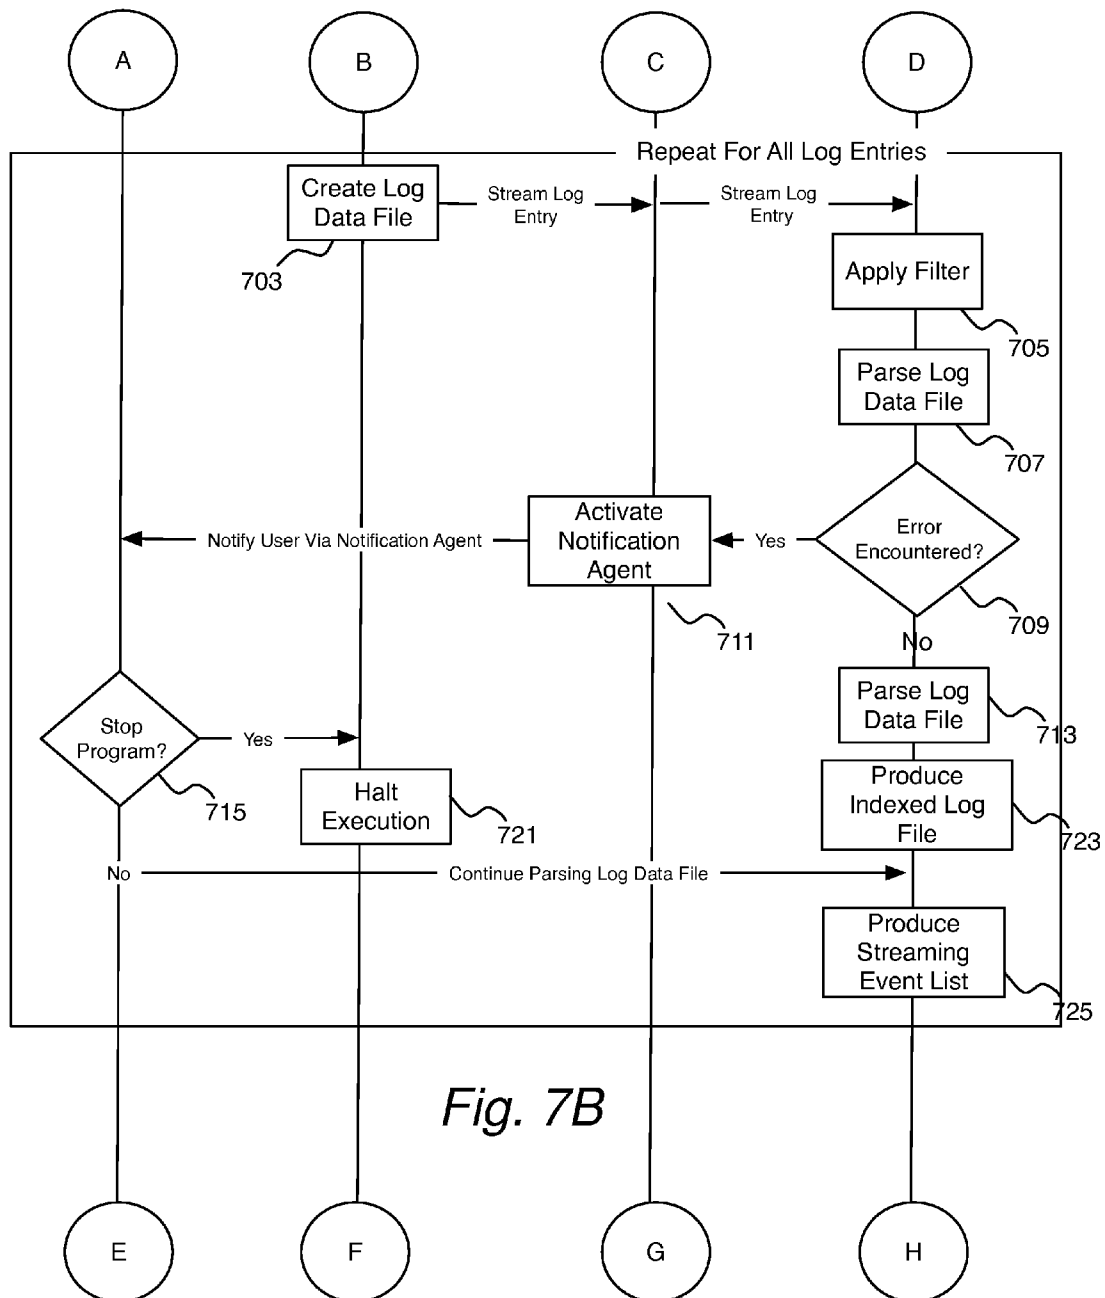 A
B
C
D
Repeat For All Log Entries
Create Log
Data File
703
Stream Log
Entry
Stream Log
Entry
Apply Filter
705
Parse Log
Data File
707
Error
Encountered?
709
Yes
Activate
Notification
Agent
711
Notify User Via Notification Agent
No
Parse Log
Data File
713
Stop
Program?
715
Yes
Halt
Execution
721
Produce
Indexed Log
File
723
No
Continue Parsing Log Data File
Produce
Streaming
Event List
725
Fig. 7B
E
F
G
H